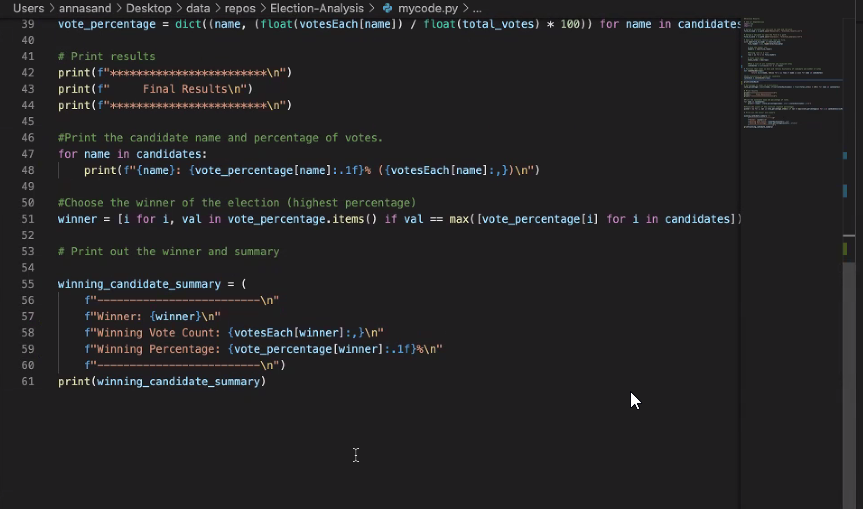 Users > annasand > Desktop > data > repos > Election-Analysis > mycode.py > ...
39 vote_percentage = dict((name, (float(votesEach[name]) / float(total_votes) * 100)) for name in candidates
40
41 # Print results
42 print(f"************************\n")
43 print(f"     Final Results\n")
44 print(f"************************\n")
45
46 #Print the candidate name and percentage of votes.
47 for name in candidates:
48     print(f"{name}: {vote_percentage[name]:.1f}% ({votesEach[name]:,})\n")
49
50 #Choose the winner of the election (highest percentage)
51 winner = [i for i, val in vote_percentage.items() if val == max([vote_percentage[i] for i in candidates])
52
53 # Print out the winner and summary
54
55 winning_candidate_summary = (
56     f"-------------------------\n"
57     f"Winner: {winner}\n"
58     f"Winning Vote Count: {votesEach[winner]:,}\n"
59     f"Winning Percentage: {vote_percentage[winner]:.1f}%\n"
60     f"-------------------------\n")
61 print(winning_candidate_summary)